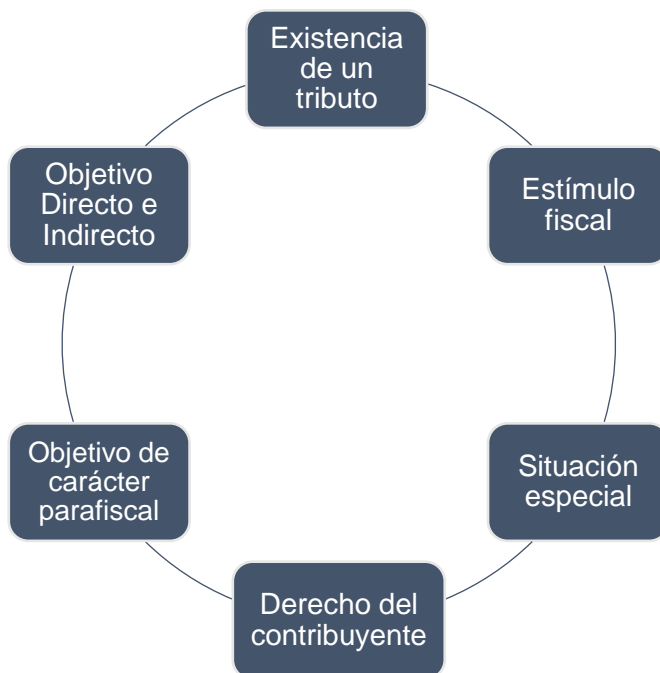 Existencia
de un
tributo
Estímulo
fiscal
Situación
especial
Derecho del
contribuyente
Objetivo de
carácter
parafiscal
Objetivo
Directo e
Indirecto